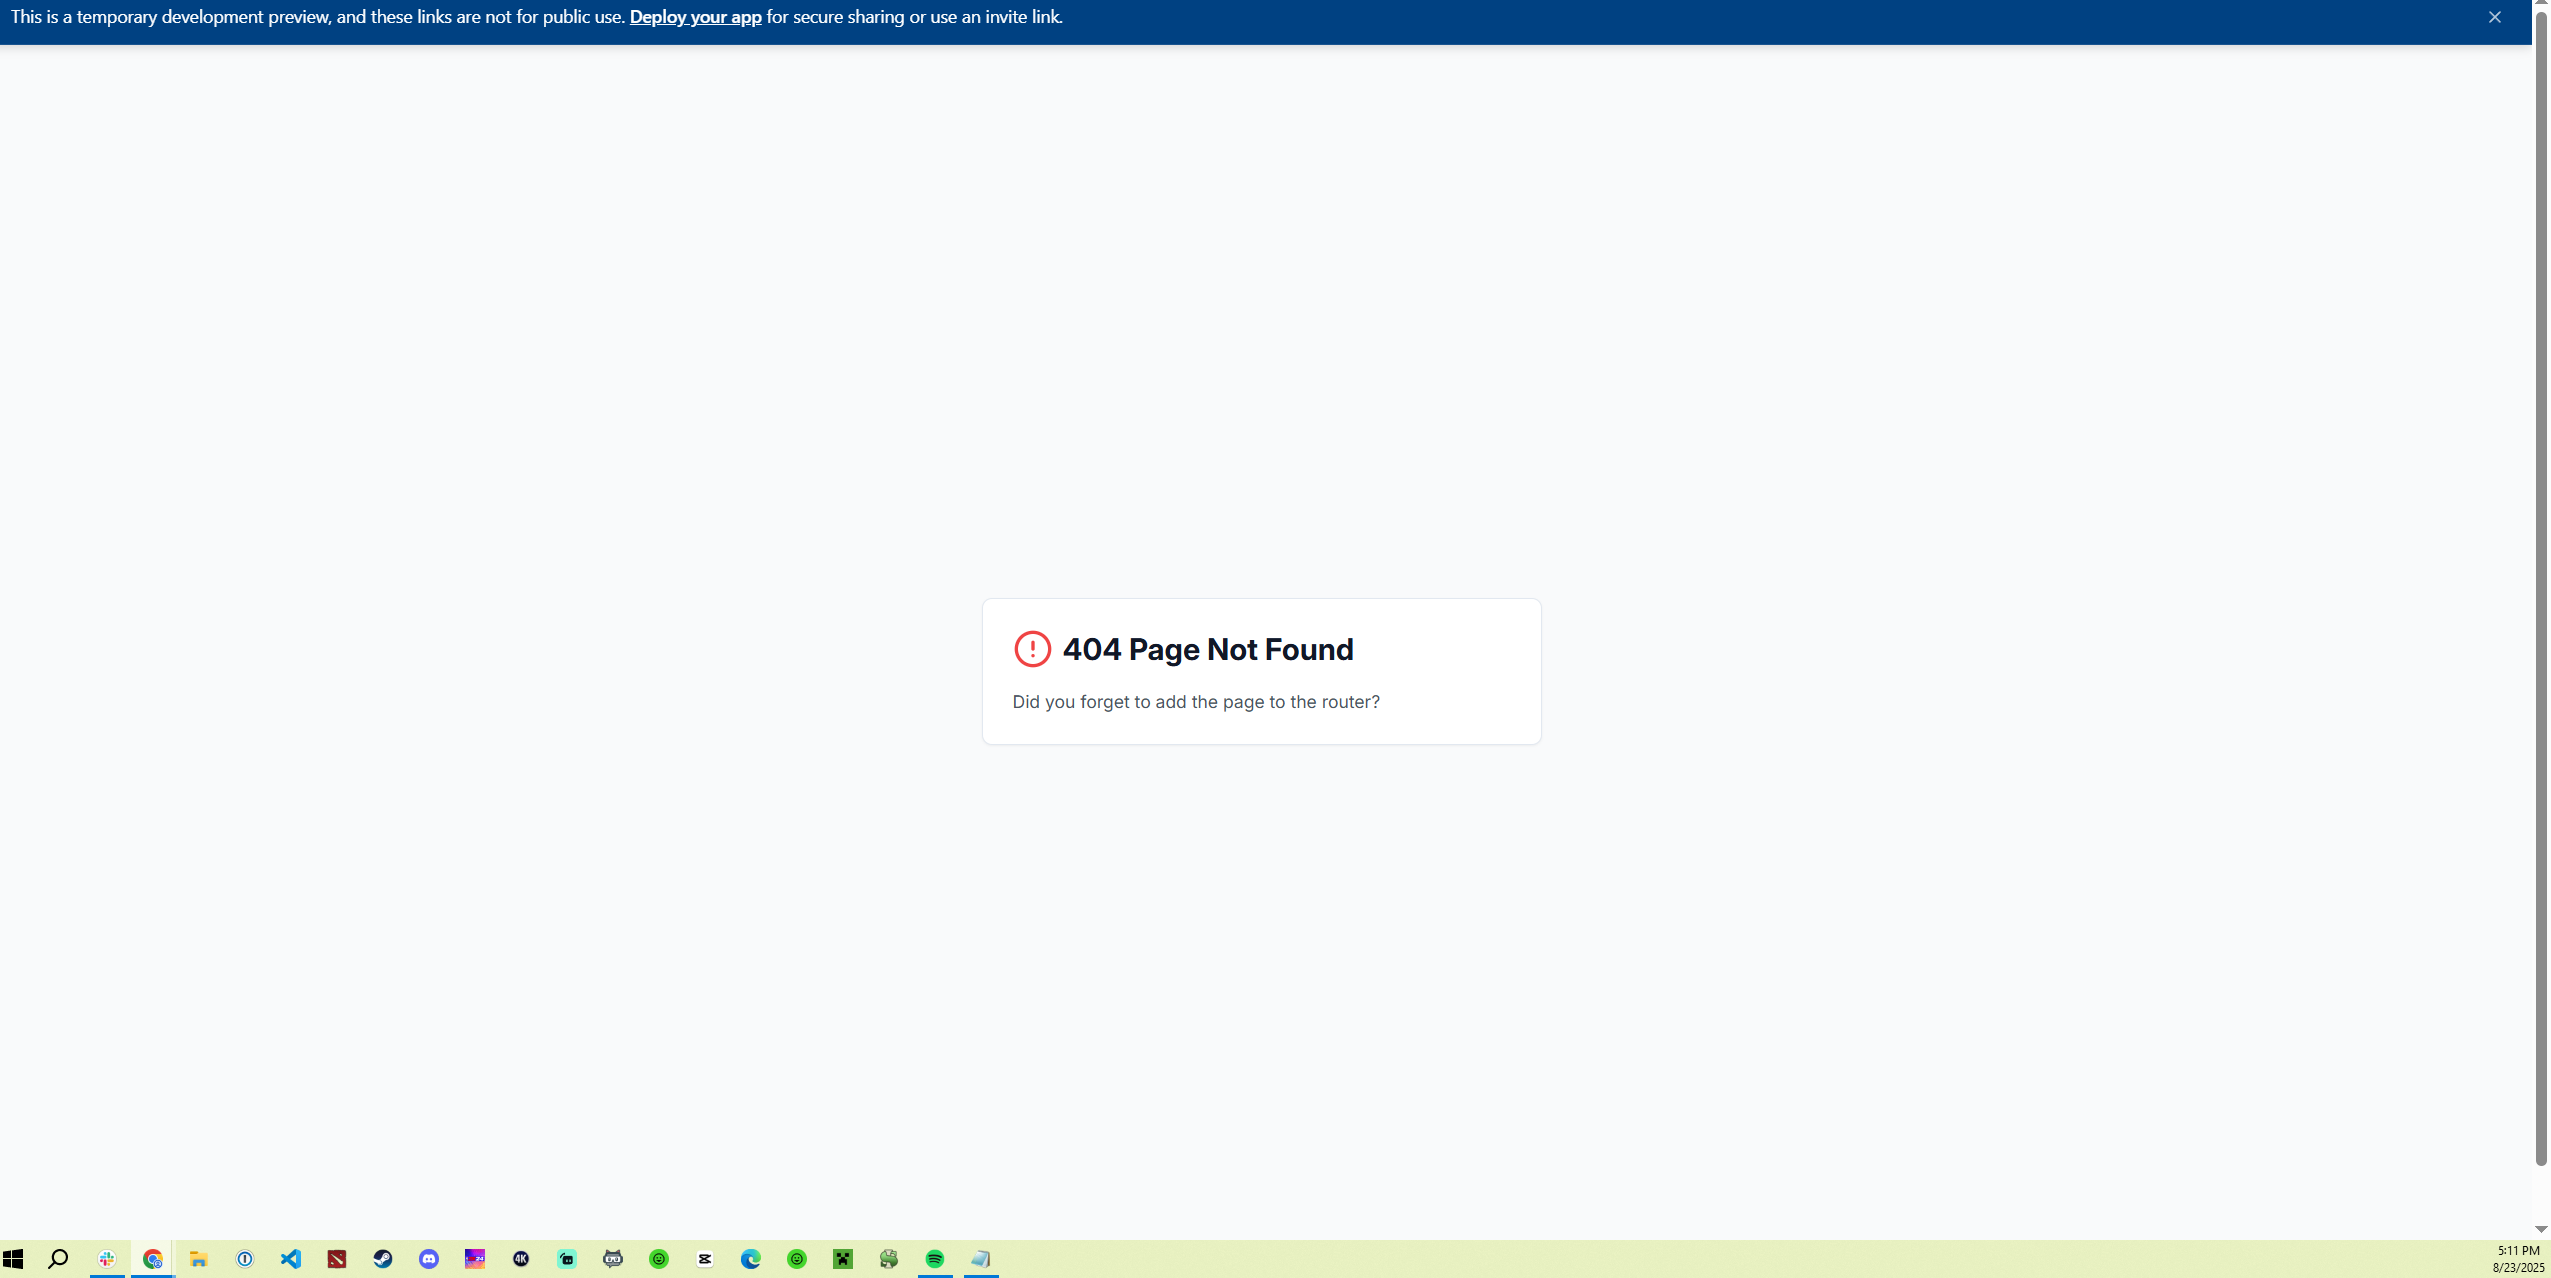 This is a temporary development preview, and these links are not for public use. Deploy your app for secure sharing or use an invite link.
404 Page Not Found
Did you forget to add the page to the router?
4K
24
5:11 PM
8/23/2025